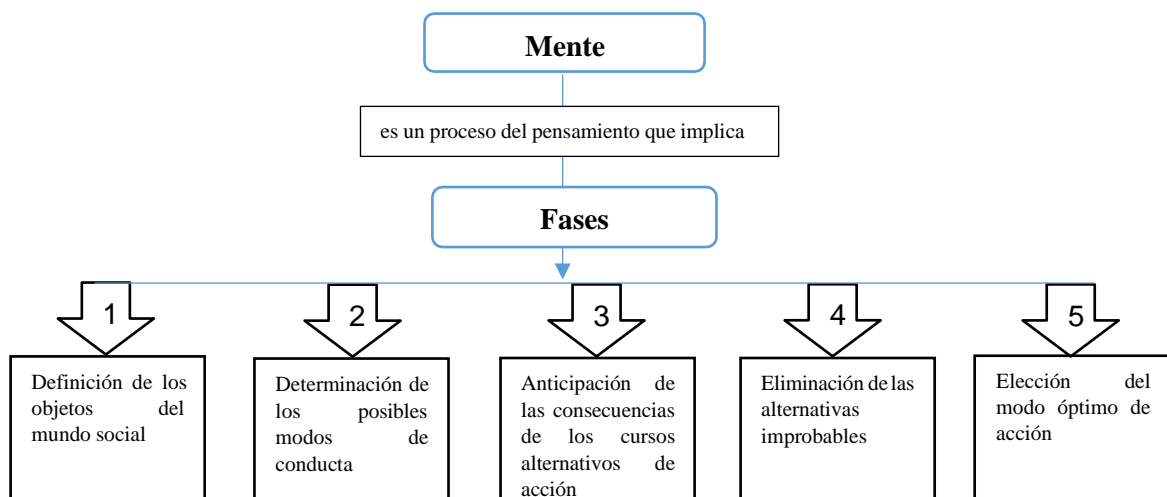 Mente
es un proceso del pensamiento que implica
Fases
1
Definición de los
objetos del
mundo social
2
Determinación de
los posibles
modos de
conducta
3
Anticipación de
las consecuencias
de los cursos
alternativos de
acción
4
Eliminación de las
alternativas
improbables
5
Elección del
modo óptimo de
acción